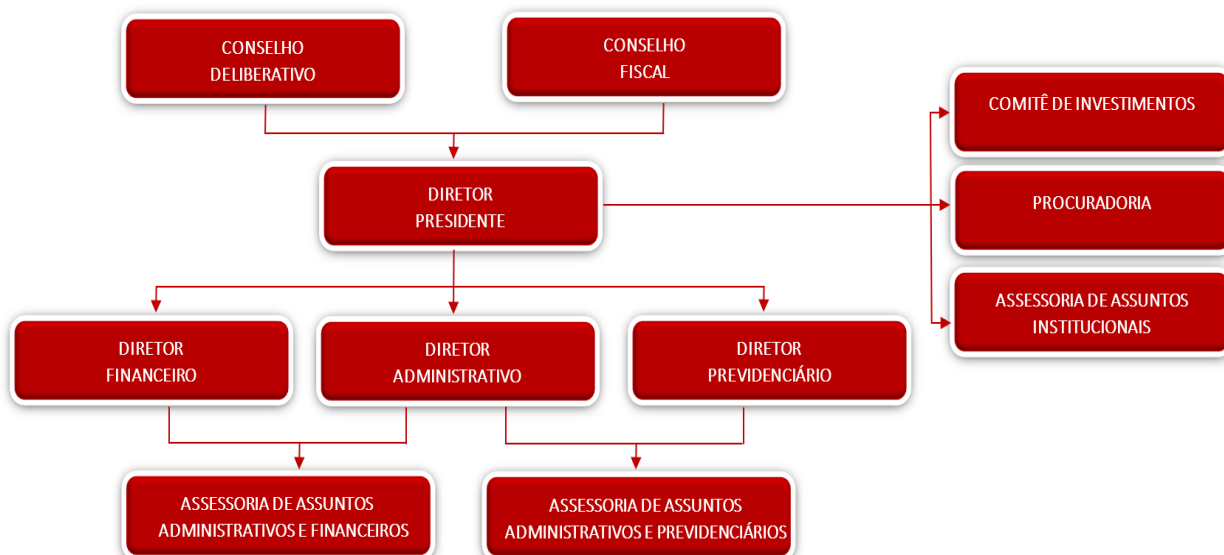 CONSELHO
DELIBERATIVO
CONSELHO
FISCAL
COMITÊ DE INVESTIMENTOS
DIRETOR
PRESIDENTE
PROCURADORIA
ASSESSORIA DE ASSUNTOS
INSTITUCIONAIS
DIRETOR
FINANCEIRO
DIRETOR
ADMINISTRATIVO
DIRETOR
PREVIDENCIÁRIO
ASSESSORIA DE ASSUNTOS
ADMINISTRATIVOS E FINANCEIROS
ASSESSORIA DE ASSUNTOS
ADMINISTRATIVOS E PREVIDENCIÁRIOS